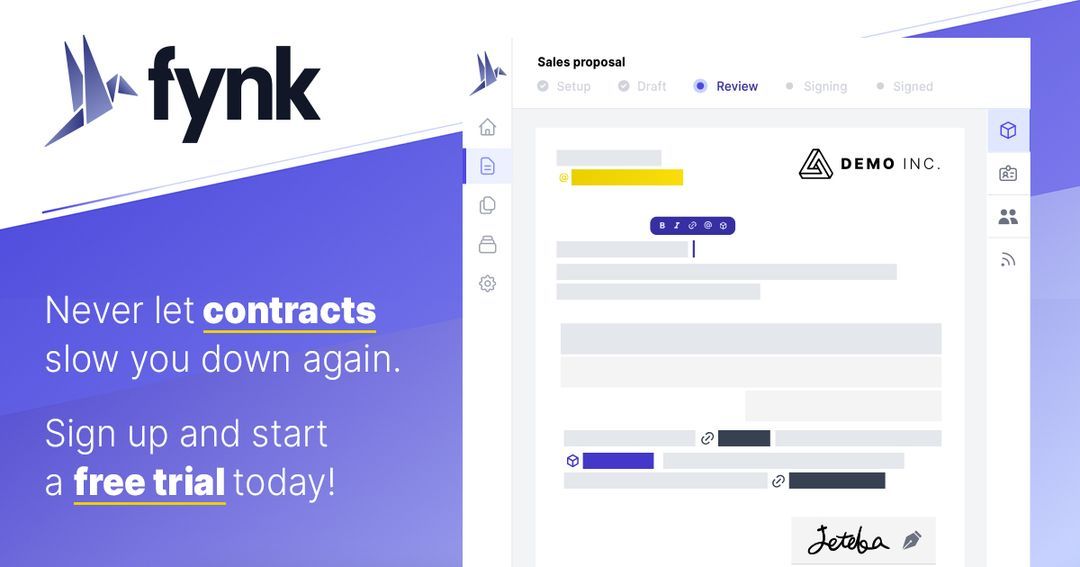 fynk
Never let contracts
slow you down again.
Sign up and start
a free trial today!
Sales proposal
Setup Draft Review Signing Signed
DEMO INC.
B I